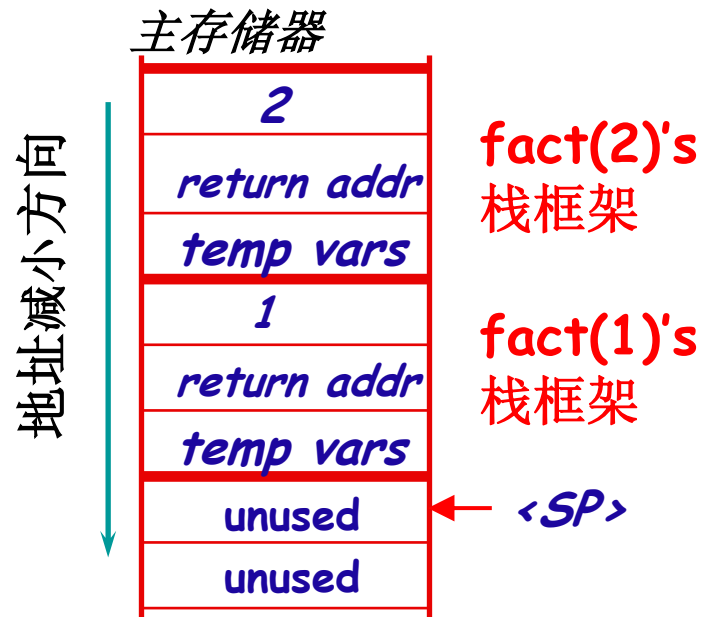 主存储器
地址减小方向
2
return addr
temp vars
fact(2)'s
栈框架
1
return addr
temp vars
fact(1)'s
栈框架
unused
<SP>
unused